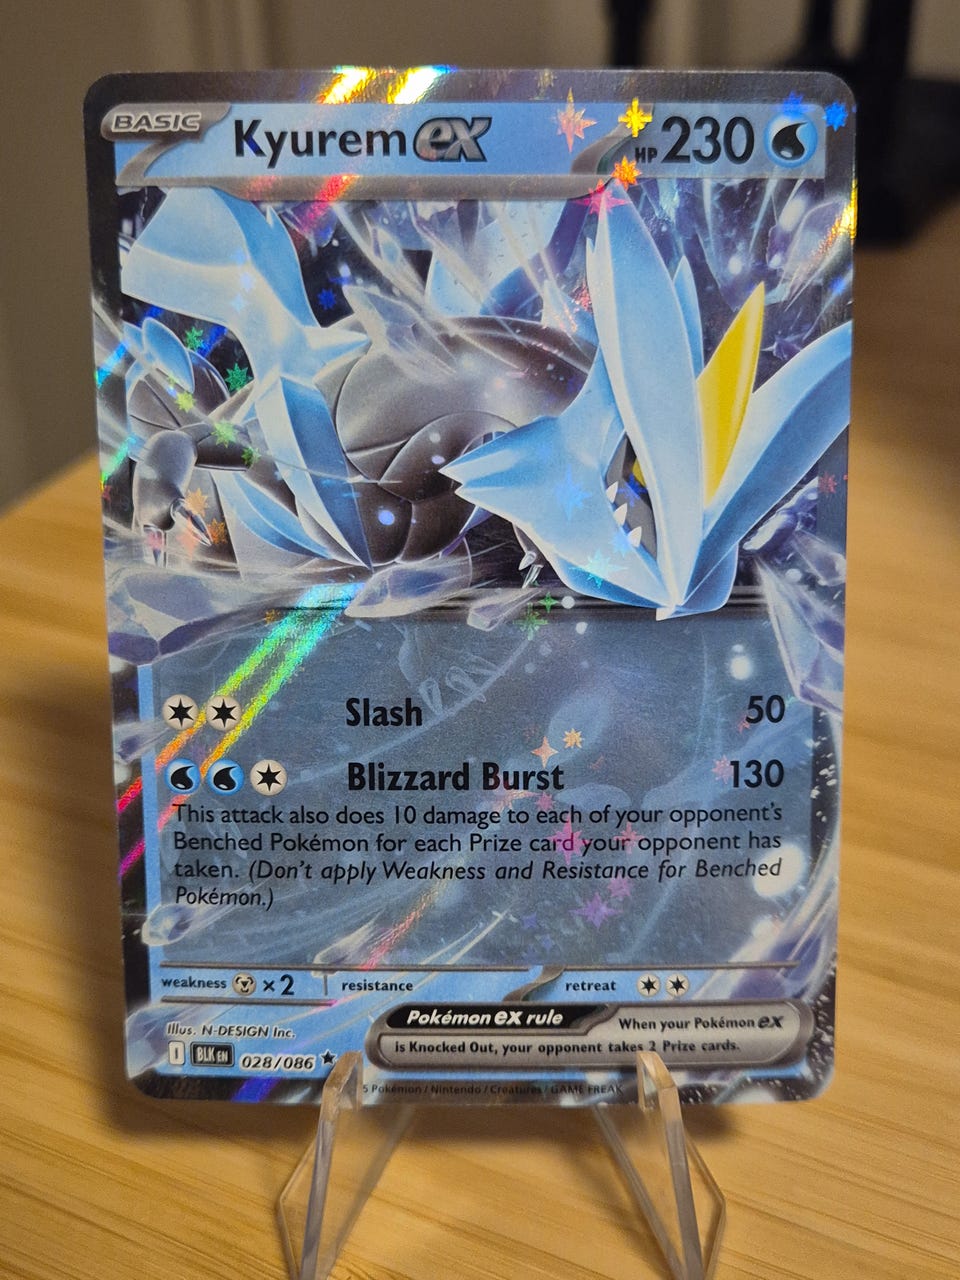 BASIC
Kyurem ex HP 230
Slash 50
Blizzard Burst 130
This attack also does 10 damage to each of your opponent's
Benched Pokémon for each Prize card your opponent has
taken. (Don't apply Weakness and Resistance for Benched
Pokémon.)
weakness ×2 resistance retreat
Illus. N-DESIGN Inc.
Pokémon ex rule When your Pokémon ex
is Knocked Out, your opponent takes 2 Prize cards.
I BLK EN 028/086
5 Pokémon / Nintendo / Creatures / GAME FREAK